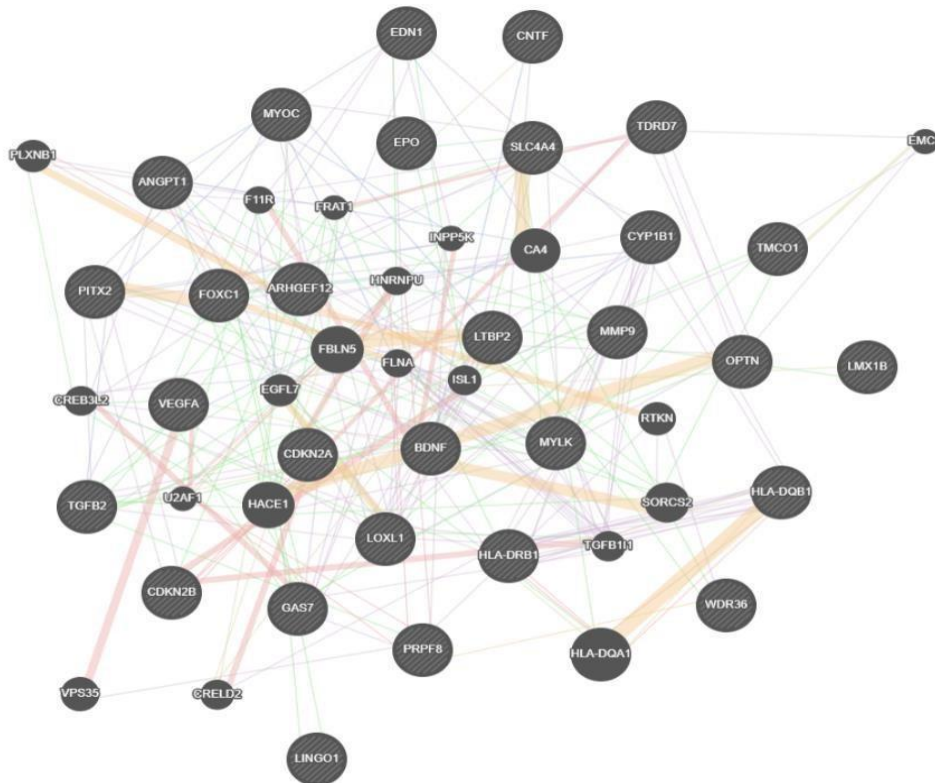 EDN1
CNTF
MYOC
TDRD7
EPO
SLC4A4
EMC
PLXNB1
ANGPT1
F11R
FRAT1
INPP5K
CYP1B1
CA4
TMCO1
HNRNPU
PITX2
FOXC1
ARHGEF12
LTBP2
MMP9
FBLN5
FLNA
OPTN
LMX1B
ISL1
EGFL7
CREB3L2
VEGFA
RTKN
BDNF
MYLK
CDKN2A
HLA-DQB1
U2AF1
TGFB2
HACE1
SORCS2
LOXL1
TGFB1I1
HLA-DRB1
CDKN2B
GAS7
WDR36
PRPF8
HLA-DQA1
VPS35
CRELD2
LINGO1